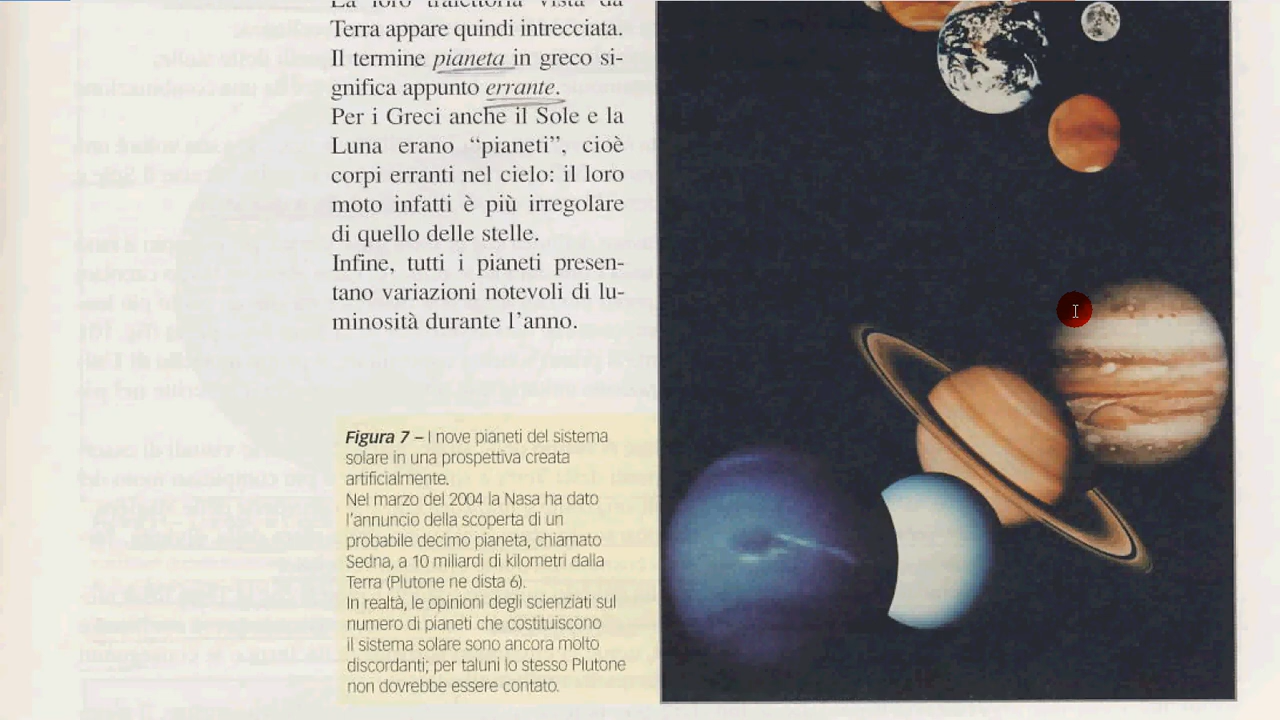 La loro traiettoria vista da
Terra appare quindi intrecciata.
Il termine pianeta in greco si-
gnifica appunto errante.
Per i Greci anche il Sole e la
Luna erano “pianeti”, cioè
corpi erranti nel cielo: il loro
moto infatti è più irregolare
di quello delle stelle.
Infine, tutti i pianeti presen-
tano variazioni notevoli di lu-
minosità durante l’anno.
Figura 7 – I nove pianeti del sistema
solare in una prospettiva creata
artificialmente.
Nel marzo del 2004 la Nasa ha dato
l’annuncio della scoperta di un
probabile decimo pianeta, chiamato
Sedna, a 10 miliardi di kilometri dalla
Terra (Plutone ne dista 6).
In realtà, le opinioni degli scienziati sul
numero di pianeti che costituiscono
il sistema solare sono ancora molto
discordanti; per taluni lo stesso Plutone
non dovrebbe essere contato.